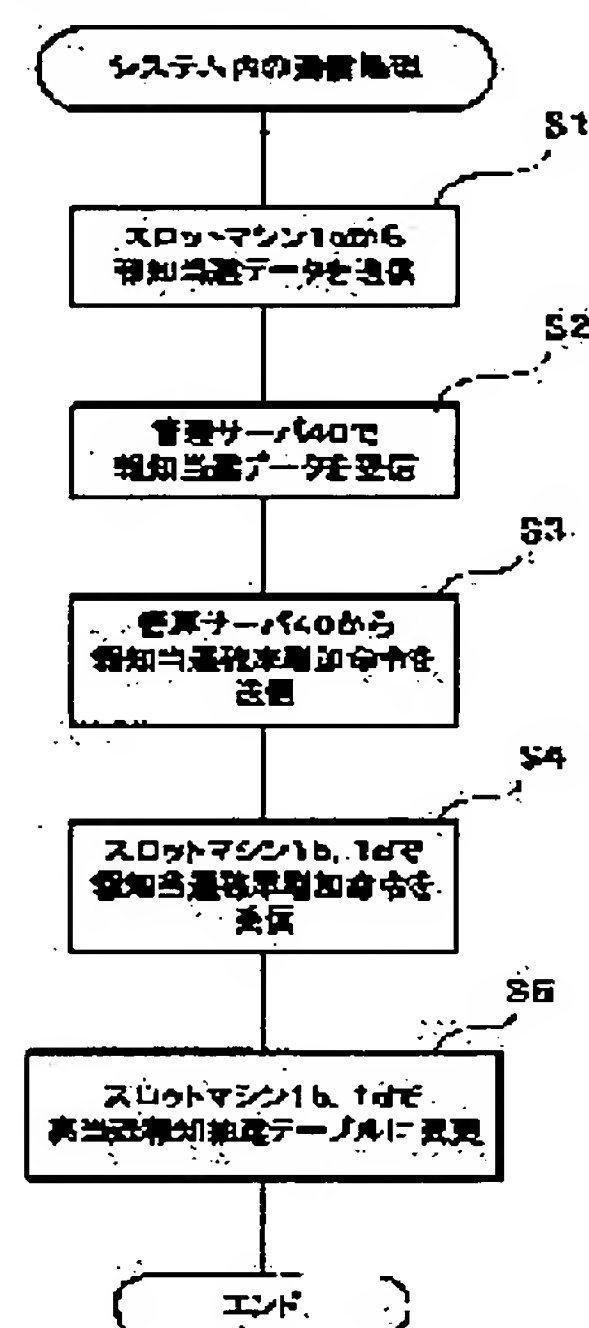 システム内の通信処理
S1
スロットマシン1cから
報知当選データを送信
S2
管理サーバ40で
報知当選データを受信
S3
管理サーバ40から
報知当選確率増加命令を
送信
S4
スロットマシン1b, 1dで
報知当選確率増加命令を
受信
スロットマシン1b, 1dで
高当選報知抽選テーブルに変更
エンド